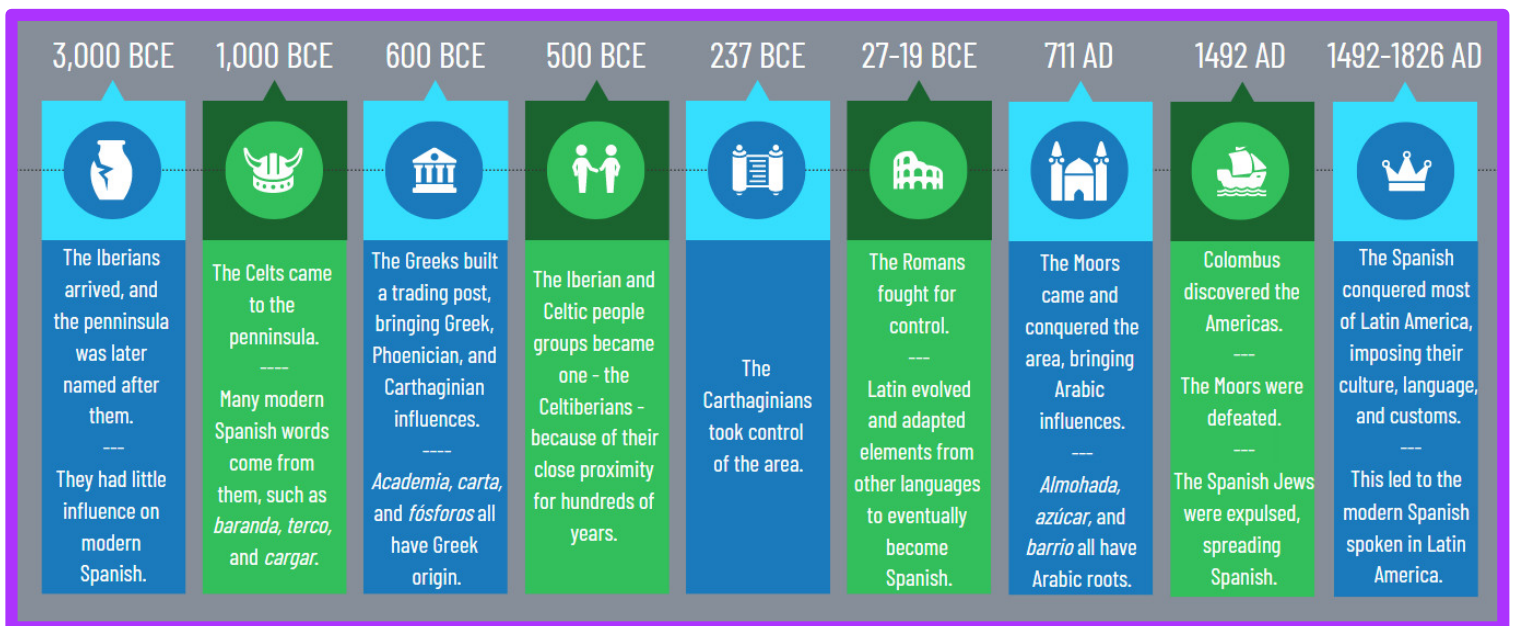 3,000 BCE
The Iberians
arrived, and
the penninsula
was later
named after
them.
---
They had little
influence on
modern
Spanish.
1,000 BCE
The Celts came
to the
penninsula.
----
Many modern
Spanish words
come from
them, such as
baranda, terco,
and cargar.
600 BCE
The Greeks built
a trading post,
bringing Greek,
Phoenician, and
Carthaginian
influences.
----
Academia, carta,
and fósforos all
have Greek
origin.
500 BCE
The Iberian and
Celtic people
groups became
one - the
Celtiberians -
because of their
close proximity
for hundreds of
years.
237 BCE
The
Carthaginians
took control
of the area.
27-19 BCE
The Romans
fought for
control.
---
Latin evolved
and adapted
elements from
other languages
to eventually
become
Spanish.
711 AD
The Moors
came and
conquered the
area, bringing
Arabic
influences.
---
Almohada,
azúcar, and
barrio all have
Arabic roots.
1492 AD
Colombus
discovered the
Americas.
---
The Moors were
defeated.
---
The Spanish Jews
were expulsed,
spreading
Spanish.
1492-1826 AD
The Spanish
conquered most
of Latin America,
imposing their
culture, language,
and customs.
---
This led to the
modern Spanish
spoken in Latin
America.